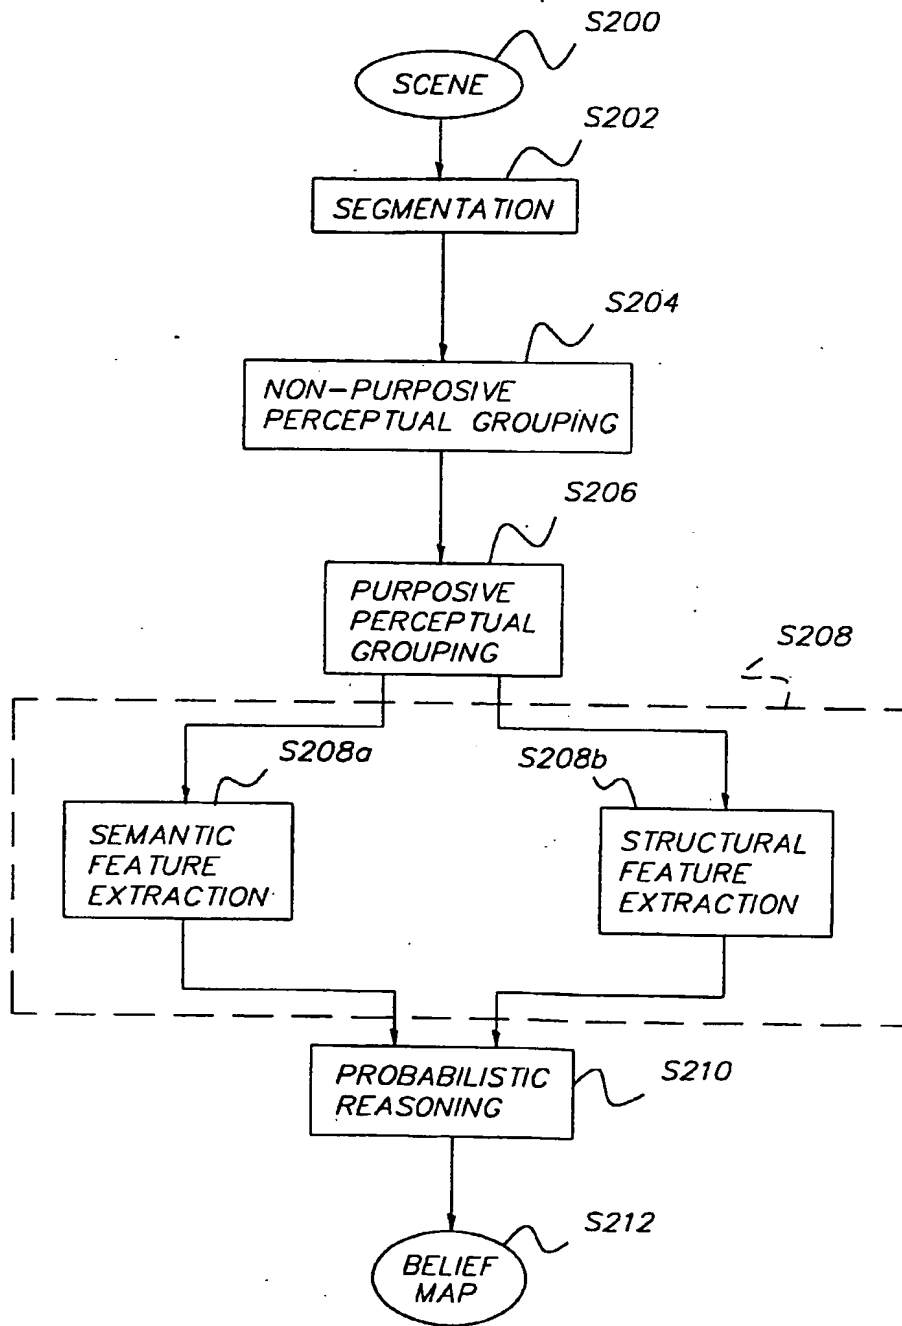 S200
SCENE
S202
SEGMENTATION
S204
NON-PURPOSIVE
PERCEPTUAL GROUPING
S206
PURPOSIVE
PERCEPTUAL
GROUPING
S208
S208a
S208b
SEMANTIC
FEATURE
EXTRACTION
STRUCTURAL
FEATURE
EXTRACTION
PROBABILISTIC
REASONING
S210
S212
BELIEF
MAP